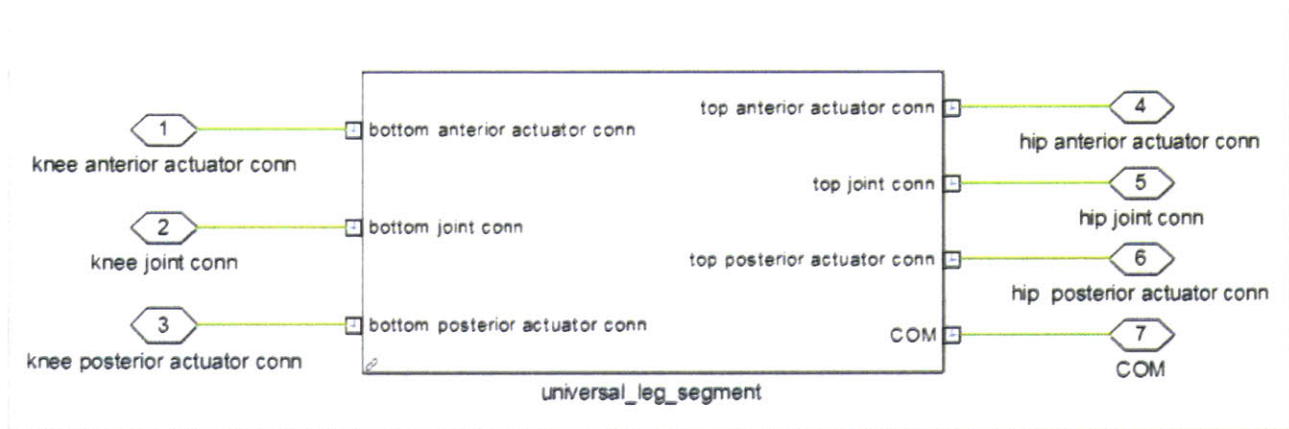 1
knee anterior actuator conn
2
knee joint conn
3
knee posterior actuator conn
bottom anterior actuator conn
bottom joint conn
bottom posterior actuator conn
top anterior actuator conn
top joint conn
top posterior actuator conn
COM
universal_leg_segment
4
hip anterior actuator conn
5
hip joint conn
6
hip posterior actuator conn
7
COM